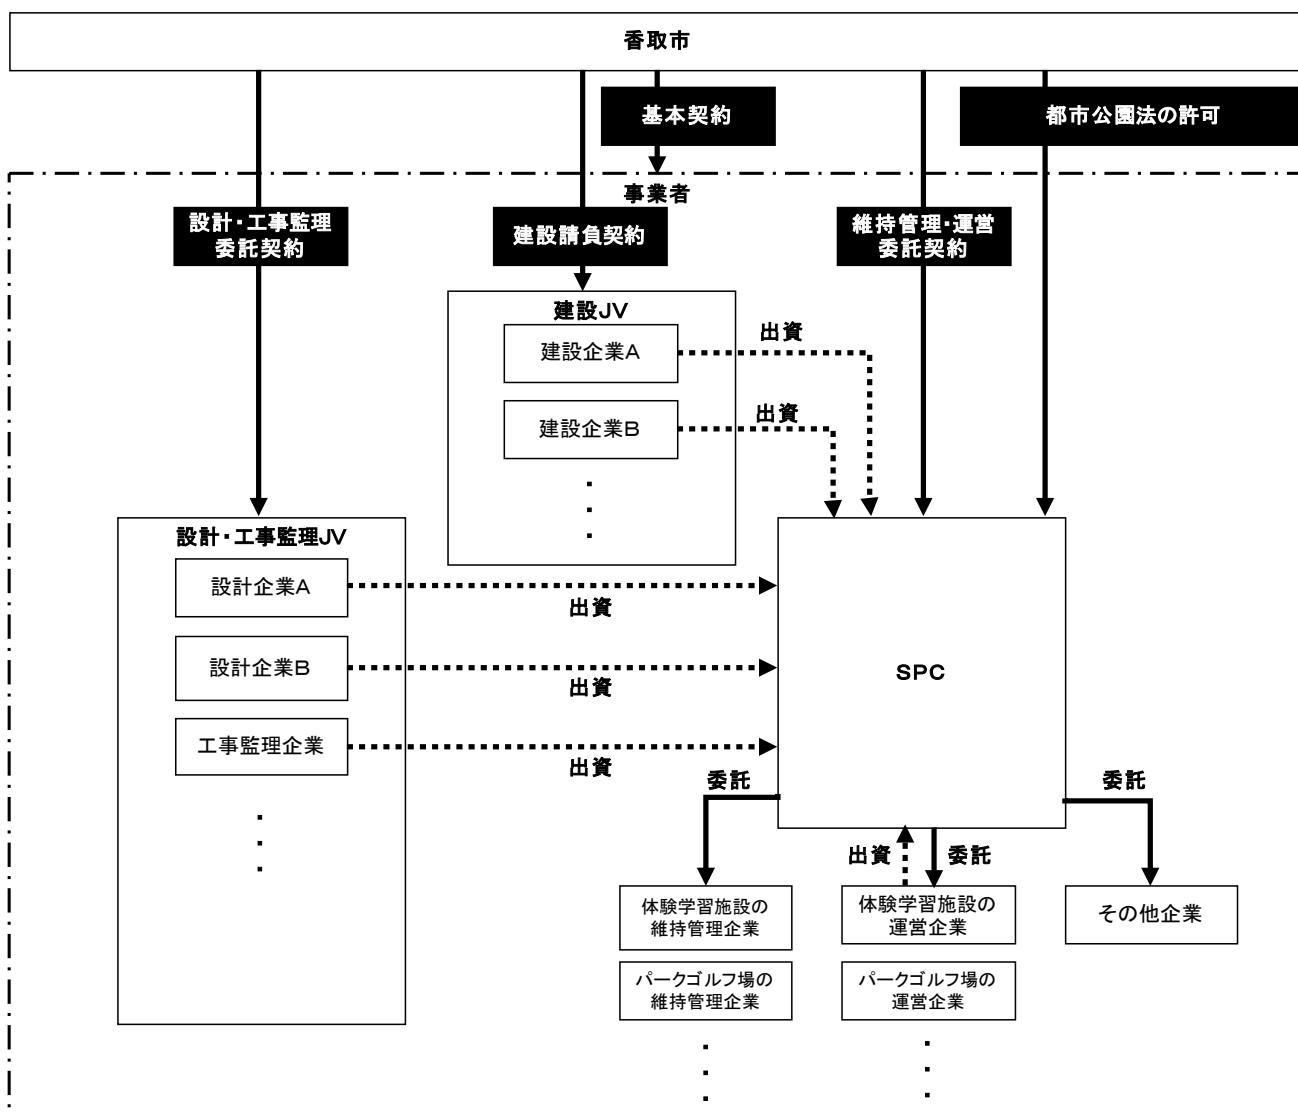 香取市
基本契約
都市公園法の許可
事業者
設計・工事監理
委託契約
建設請負契約
維持管理・運営
委託契約
建設JV
建設企業A
出資
建設企業B
出資
設計・工事監理JV
設計企業A
出資
設計企業B
出資
工事監理企業
出資
SPC
委託
委託
出資
委託
体験学習施設の
維持管理企業
体験学習施設の
運営企業
その他企業
パークゴルフ場の
維持管理企業
パークゴルフ場の
運営企業